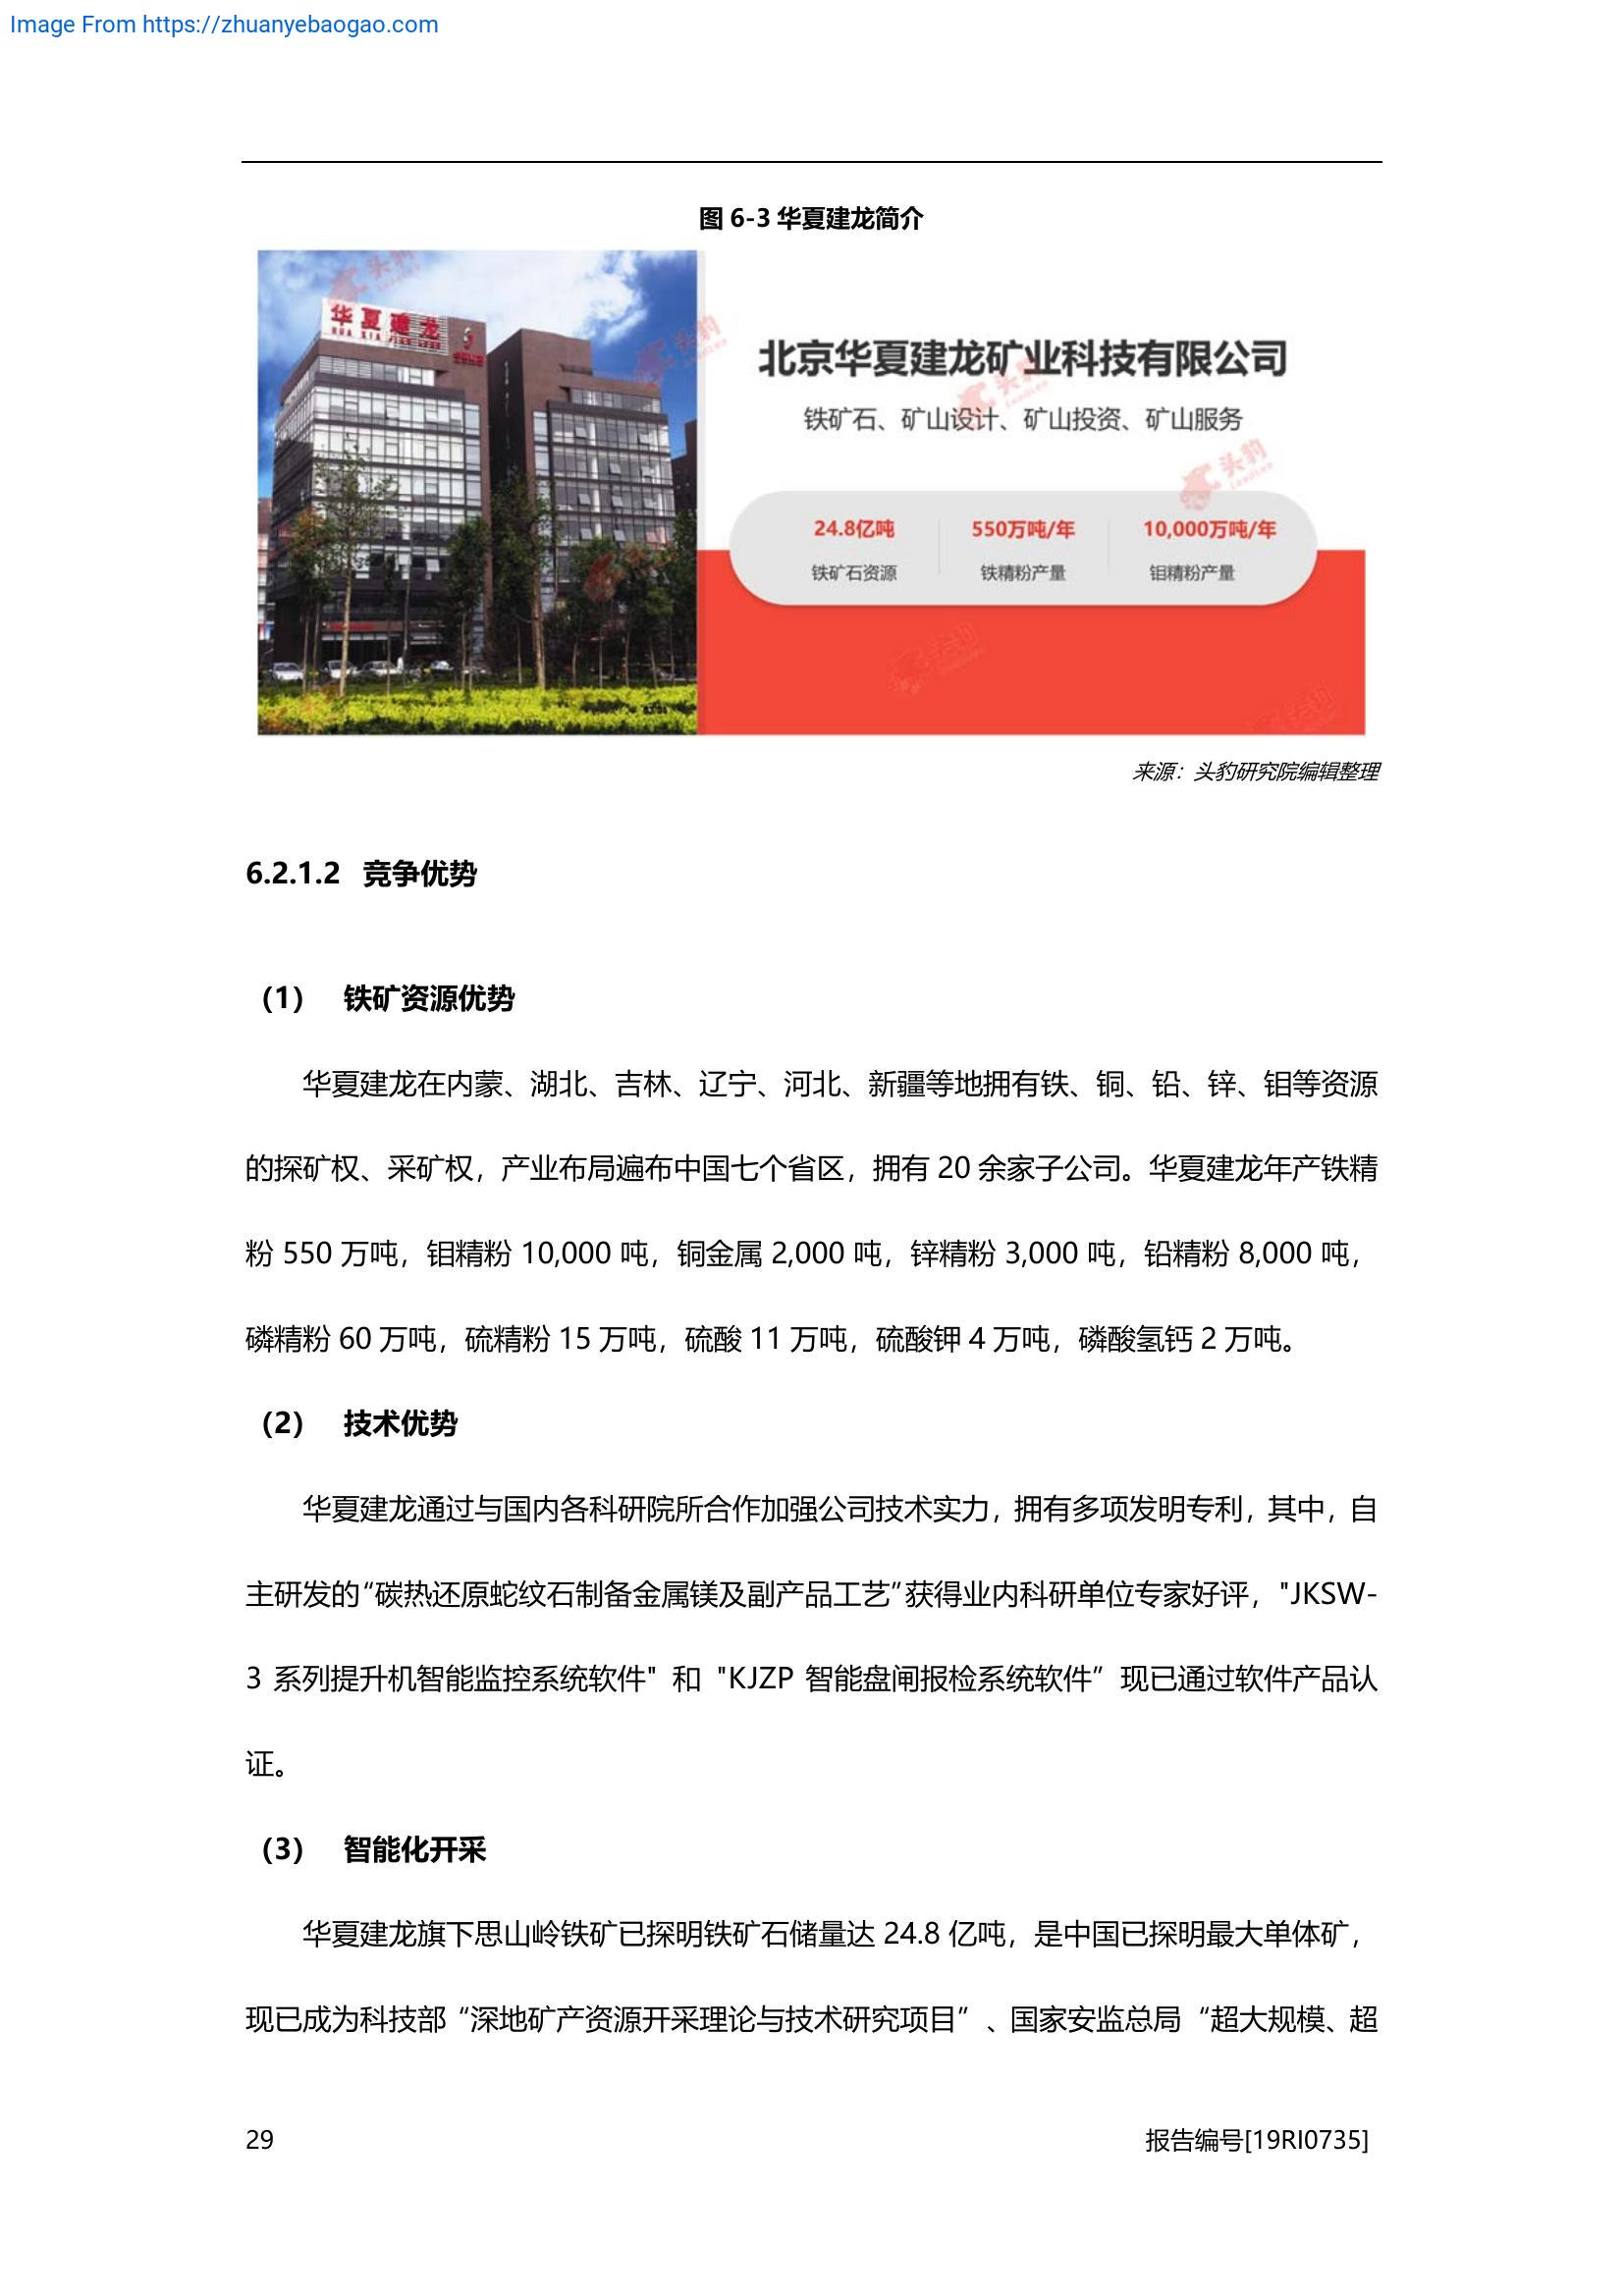 Image From https://zhuanyebaogao.com
图 6-3 华夏建龙简介
华夏建龙
HUA XIA JIAN LONG
北京华夏建龙矿业科技有限公司
铁矿石、矿山设计、矿山投资、矿山服务
24.8亿吨 550万吨/年 10,000万吨/年
铁矿石资源 铁精粉产量 钼精粉产量
头豹
LeadLeo
来源：头豹研究院编辑整理
6.2.1.2 竞争优势
（1） 铁矿资源优势
华夏建龙在内蒙、湖北、吉林、辽宁、河北、新疆等地拥有铁、铜、铅、锌、钼等资源
的探矿权、采矿权，产业布局遍布中国七个省区，拥有 20 余家子公司。华夏建龙年产铁精
粉 550 万吨，钼精粉 10,000 吨，铜金属 2,000 吨，锌精粉 3,000 吨，铅精粉 8,000 吨，
磷精粉 60 万吨，硫精粉 15 万吨，硫酸 11 万吨，硫酸钾 4 万吨，磷酸氢钙 2 万吨。
（2） 技术优势
华夏建龙通过与国内各科研院所合作加强公司技术实力，拥有多项发明专利，其中，自
主研发的“碳热还原蛇纹石制备金属镁及副产品工艺”获得业内科研单位专家好评，"JKSW-
3 系列提升机智能监控系统软件" 和 "KJZP 智能盘闸报检系统软件” 现已通过软件产品认
证。
（3） 智能化开采
华夏建龙旗下思山岭铁矿已探明铁矿石储量达 24.8 亿吨，是中国已探明最大单体矿，
现已成为科技部“深地矿产资源开采理论与技术研究项目”、国家安监总局“超大规模、超
29
报告编号[19RI0735]